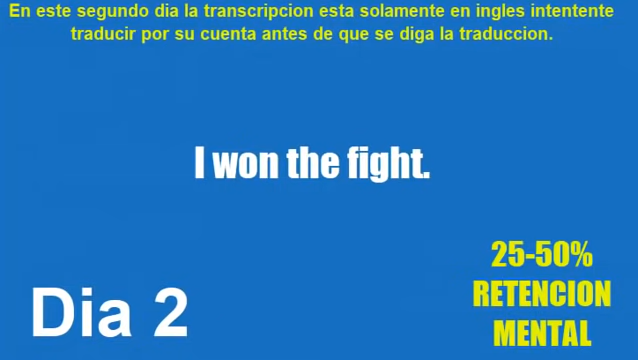 En este segundo dia la transcripcion esta solamente en ingles intentente
traducir por su cuenta antes de que se diga la traduccion.
I won the fight.
25-50%
RETENCION
MENTAL
Dia 2